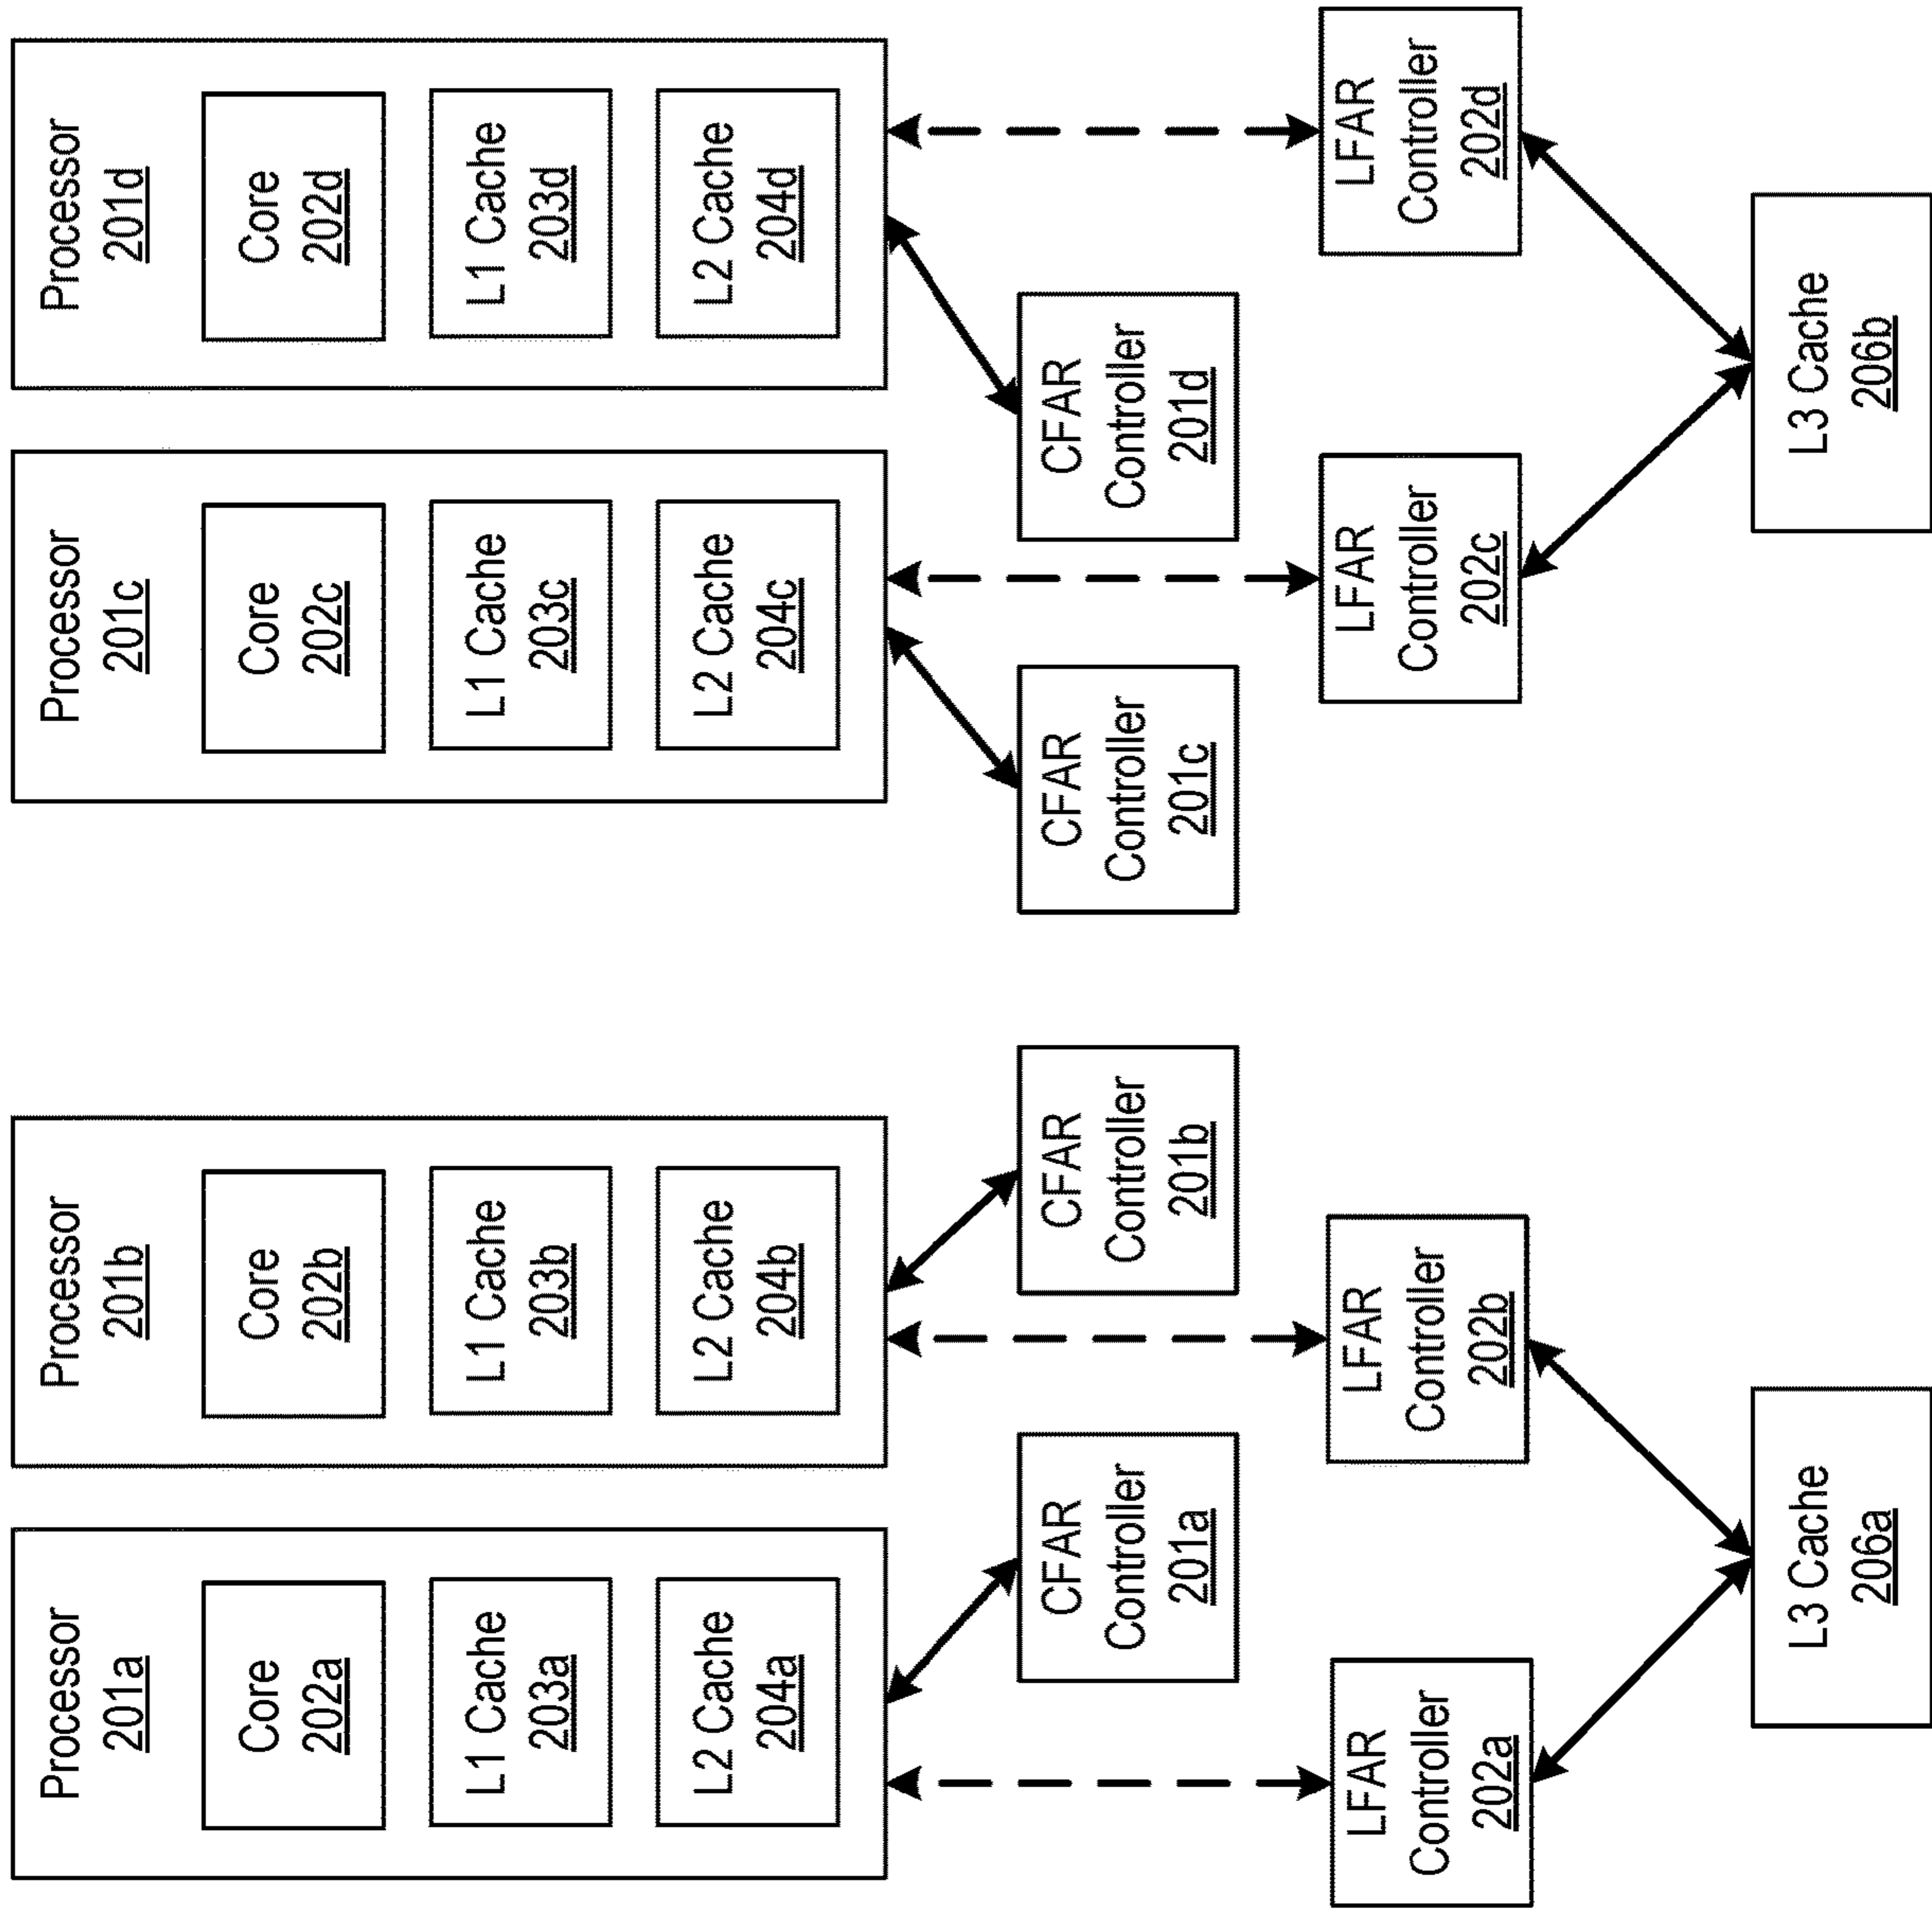 Processor
201a
Core
202a
L1 Cache
203a
L2 Cache
204a
Processor
201b
Core
202b
L1 Cache
203b
L2 Cache
204b
Processor
201c
Core
202c
L1 Cache
203c
L2 Cache
204c
Processor
201d
Core
202d
L1 Cache
203d
L2 Cache
204d
CFAR
Controller
201a
CFAR
Controller
201b
CFAR
Controller
201c
CFAR
Controller
201d
LFAR
Controller
202a
LFAR
Controller
202b
LFAR
Controller
202c
LFAR
Controller
202d
L3 Cache
206a
L3 Cache
206b